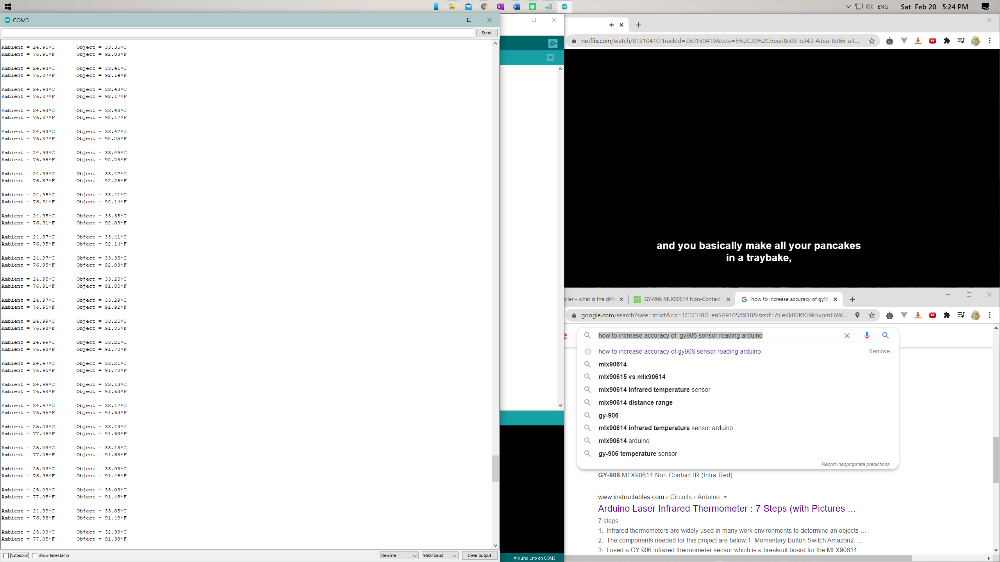 ENG
Sat Feb 20 5:24 PM
COM3
Send
Ambient = 24.95*C Object = 33.35*C
Ambient = 76.91*F Object = 92.03*F
Ambient = 24.93*C Object = 33.41*C
Ambient = 76.87*F Object = 92.14*F
Ambient = 24.93*C Object = 33.43*C
Ambient = 76.87*F Object = 92.17*F
Ambient = 24.93*C Object = 33.43*C
Ambient = 76.87*F Object = 92.17*F
Ambient = 24.93*C Object = 33.47*C
Ambient = 76.87*F Object = 92.25*F
Ambient = 24.93*C Object = 33.49*C
Ambient = 76.95*F Object = 92.28*F
Ambient = 24.93*C Object = 33.47*C
Ambient = 76.87*F Object = 92.25*F
Ambient = 24.95*C Object = 33.41*C
Ambient = 76.91*F Object = 92.14*F
Ambient = 24.95*C Object = 33.35*C
Ambient = 76.91*F Object = 92.03*F
Ambient = 24.97*C Object = 33.41*C
Ambient = 76.95*F Object = 92.14*F
Ambient = 24.97*C Object = 33.35*C
Ambient = 76.95*F Object = 92.03*F
Ambient = 24.95*C Object = 33.25*C
Ambient = 76.91*F Object = 91.85*F
Ambient = 24.97*C Object = 33.29*C
Ambient = 76.95*F Object = 91.92*F
Ambient = 24.99*C Object = 33.25*C
Ambient = 76.98*F Object = 91.85*F
Ambient = 24.99*C Object = 33.21*C
Ambient = 76.98*F Object = 91.78*F
Ambient = 24.97*C Object = 33.21*C
Ambient = 76.95*F Object = 91.78*F
Ambient = 24.99*C Object = 33.13*C
Ambient = 76.98*F Object = 91.63*F
Ambient = 24.97*C Object = 33.17*C
Ambient = 76.95*F Object = 91.63*F
Ambient = 25.03*C Object = 33.13*C
Ambient = 77.05*F Object = 91.63*F
Ambient = 25.03*C Object = 33.13*C
Ambient = 77.05*F Object = 91.63*F
Ambient = 25.03*C Object = 33.03*C
Ambient = 76.98*F Object = 91.45*F
Ambient = 25.03*C Object = 33.03*C
Ambient = 77.05*F Object = 91.45*F
Ambient = 24.99*C Object = 33.05*C
Ambient = 76.98*F Object = 91.49*F
Ambient = 25.03*C Object = 32.99*C
Ambient = 77.05*F Object = 91.38*F
Autoscroll Show timestamp Newline 9600 baud Clear output
Arduino Uno on COM3
netflix.com/watch/81210410?trackId=250150419&tctx=5%2C39%2C6ead8c08-b343-4dea-8d66-a3...
and you basically make all your pancakes
in a traybake,
oller - what is the diffe
GY-906 MLX90614 Non-Contact
how to increase accuracy of gy90
google.com/search?safe=strict&rlz=1C1CHBD_enSA910SA910&sxsrf=ALeKk00KfG9k5vpmE6W...
e
how to increase accuracy of gy906 sensor reading arduino
how to increase accuracy of gy906 sensor reading arduino Remove
mlx90614
mlx90615 vs mlx90614
mlx90614 infrared temperature sensor
mlx90614 distance range
gy-906
mlx90614 infrared temperature sensor arduino
mlx90614 arduino
gy-906 temperature sensor
Report inappropriate predictions
GY-906 MLX90614 Non Contact IR (Infra Red) ...
www.instructables.com › Circuits › Arduino
Arduino Laser Infrared Thermometer : 7 Steps (with Pictures ...
7 steps
1. Infrared thermometers are widely used in many work environments to determine an objects ...
2. The components needed for this project are below:1. Momentary Button Switch Amazon2. ...
3. I used a GY-906 infrared thermometer sensor which is a breakout board for the MLX90614 ...